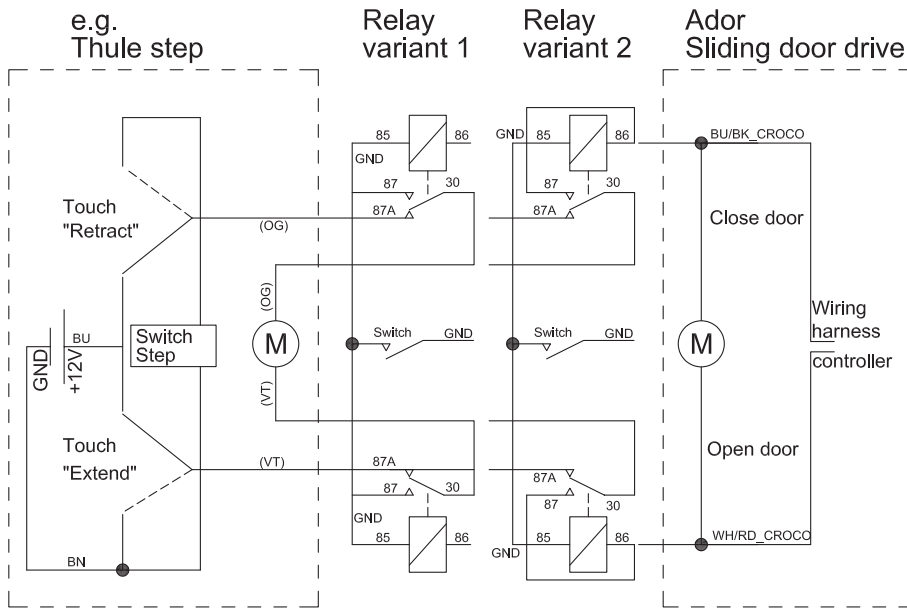 e.g.
Thule step
Relay
variant 1
Relay
variant 2
Ador
Sliding door drive
85
86
GND
87
30
87A
GND
85
86
87
30
87A
BU/BK_CROCO
Touch
"Retract"
(OG)
Close door
(OG)
GND
+12V
BU
Switch
Step
M
Switch
GND
Switch
GND
M
Wiring
harness
controller
(VT)
Touch
"Extend"
(VT)
Open door
87A
87
30
GND
85
86
87A
87
30
GND
85
86
WH/RD_CROCO
BN